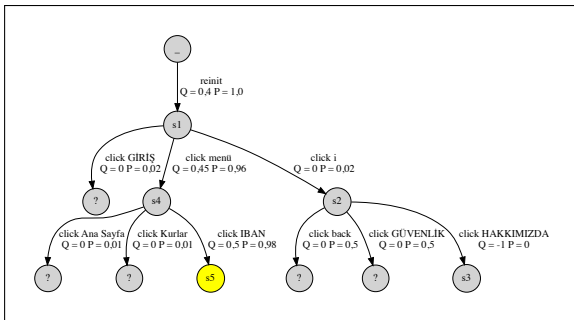 _
reinit
Q = 0,4 P = 1,0
s1
click GİRİŞ
Q = 0 P = 0,02
click menü
Q = 0,45 P = 0,96
click i
Q = 0 P = 0,02
?
s4
s2
click Ana Sayfa
Q = 0 P = 0,01
click Kurlar
Q = 0 P = 0,01
click IBAN
Q = 0,5 P = 0,98
click back
Q = 0 P = 0,5
click GÜVENLİK
Q = 0 P = 0,5
click HAKKIMIZDA
Q = -1 P = 0
?
?
s5
?
?
s3